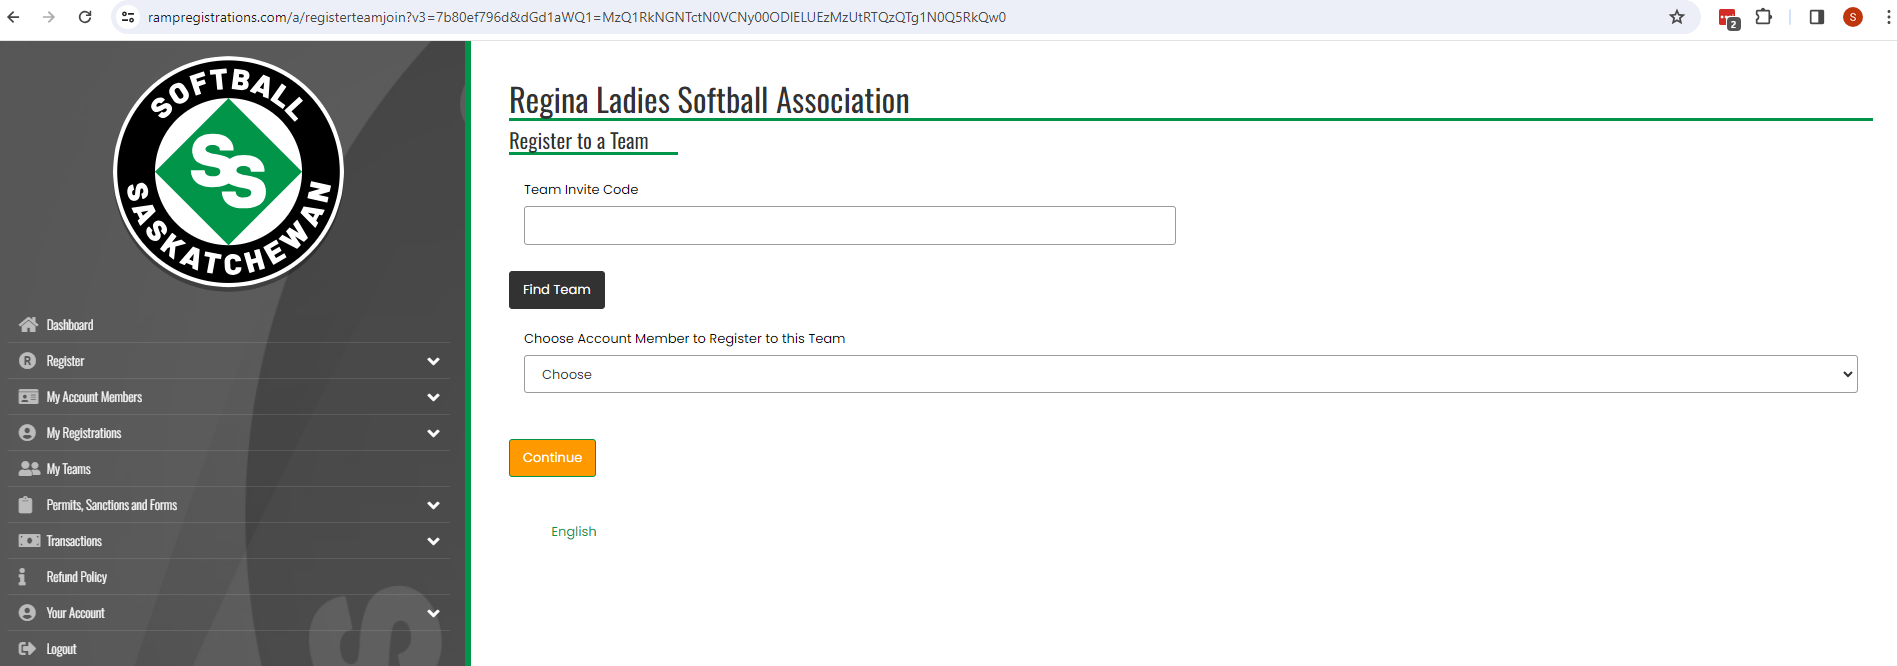 rampregistrations.com/a/registerteamjoin?v3=7b80ef796d&dGd1aWQ1=MzQ1RkNGNTctN0VCNy00ODIELUEzMzUtRTQzQTg1N0Q5RkQw0
2
S
SOFTBALL
SS
SASKATCHEWAN
Dashboard
R Register
My Account Members
My Registrations
My Teams
Permits, Sanctions and Forms
Transactions
Refund Policy
Your Account
Logout
Regina Ladies Softball Association
Register to a Team
Team Invite Code
Find Team
Choose Account Member to Register to this Team
Choose
Continue
English